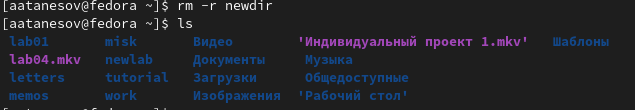 [aatanesov@fedora ~]$ rm -r newdir
[aatanesov@fedora ~]$ ls
lab01 misk Видео 'Индивидуальный проект 1.mkv' Шаблоны
lab04.mkv newlab Документы Музыка
letters tutorial Загрузки Общедоступные
memos work Изображения 'Рабочий стол'